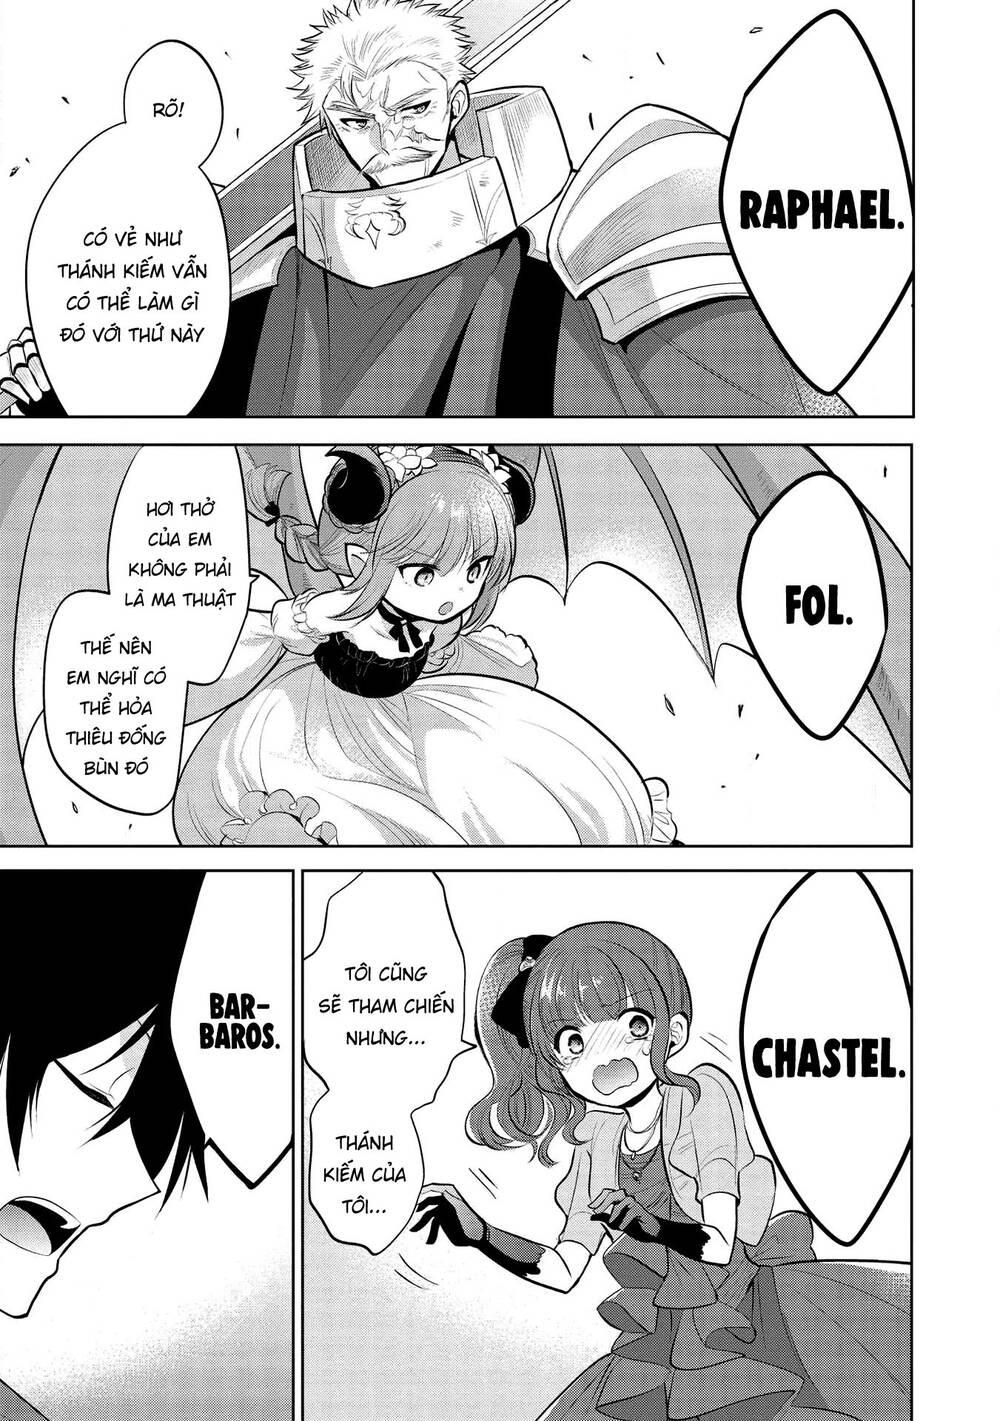 RAPHAEL.
RÕ!
CÓ VẺ NHƯ
THÁNH KIẾM VẪN
CÓ THỂ LÀM GÌ
ĐÓ VỚI THỨ NÀY
FOL.
HƠI THỞ
CỦA EM
KHÔNG PHẢI
LÀ MA THUẬT
THẾ NÊN
EM NGHĨ CÓ
THỂ HỎA
THIÊU ĐỐNG
BÙN ĐÓ
CHASTEL.
TÔI CŨNG
SẼ THAM CHIẾN
NHƯNG...
THÁNH
KIẾM CỦA
TÔI...
BAR-
BAROS.